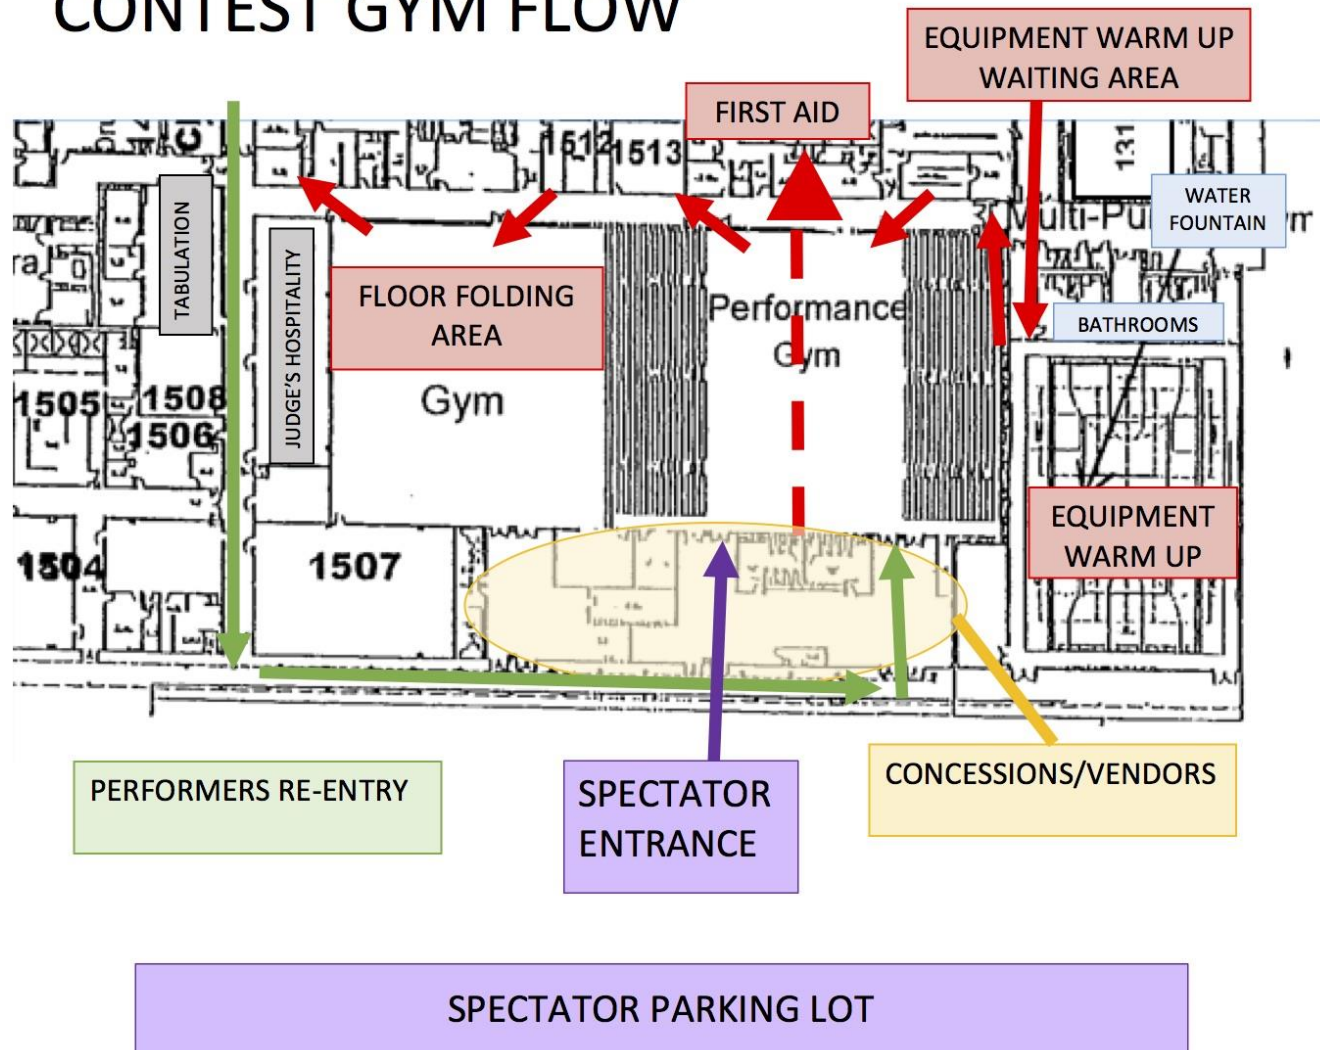 CONTEST GYM FLOW
EQUIPMENT WARM UP
WAITING AREA
FIRST AID
1512
1513
131
WATER
FOUNTAIN
TABULATION
JUDGE'S HOSPITALITY
FLOOR FOLDING
AREA
Performance
Gym
BATHROOMS
Gym
1505
1508
1506
EQUIPMENT
WARM UP
1504
1507
PERFORMERS RE-ENTRY
SPECTATOR
ENTRANCE
CONCESSIONS/VENDORS
SPECTATOR PARKING LOT